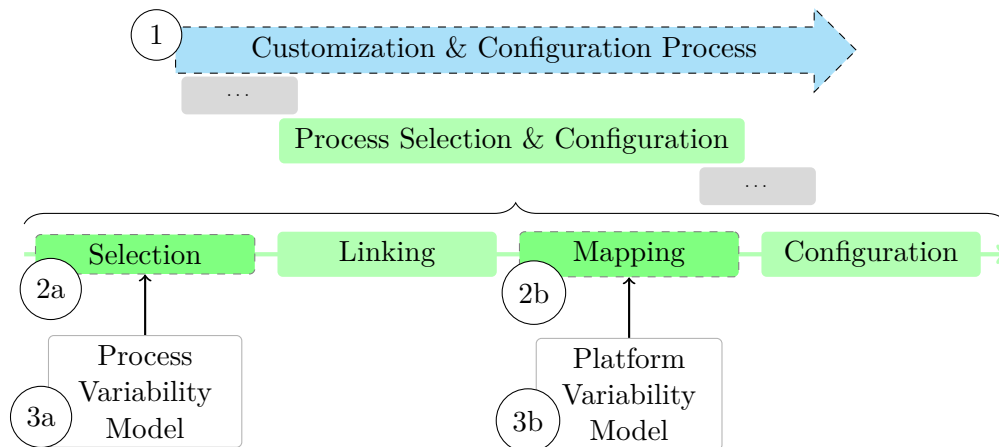 1
Customization & Configuration Process
...
Process Selection & Configuration
...
Selection
Linking
Mapping
Configuration
2a
2b
Process
Variability
Model
3a
Platform
Variability
Model
3b